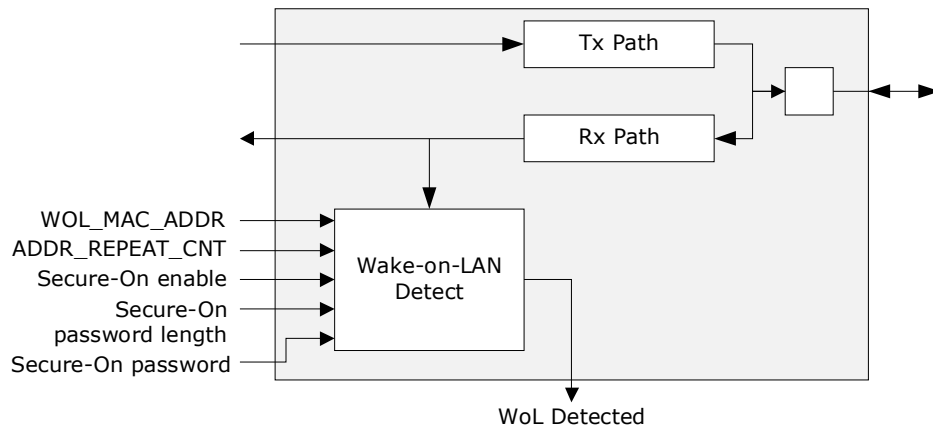 Tx Path
Rx Path
WOL_MAC_ADDR
ADDR_REPEAT_CNT
Secure-On enable
Secure-On
password length
Secure-On password
Wake-on-LAN
Detect
WoL Detected